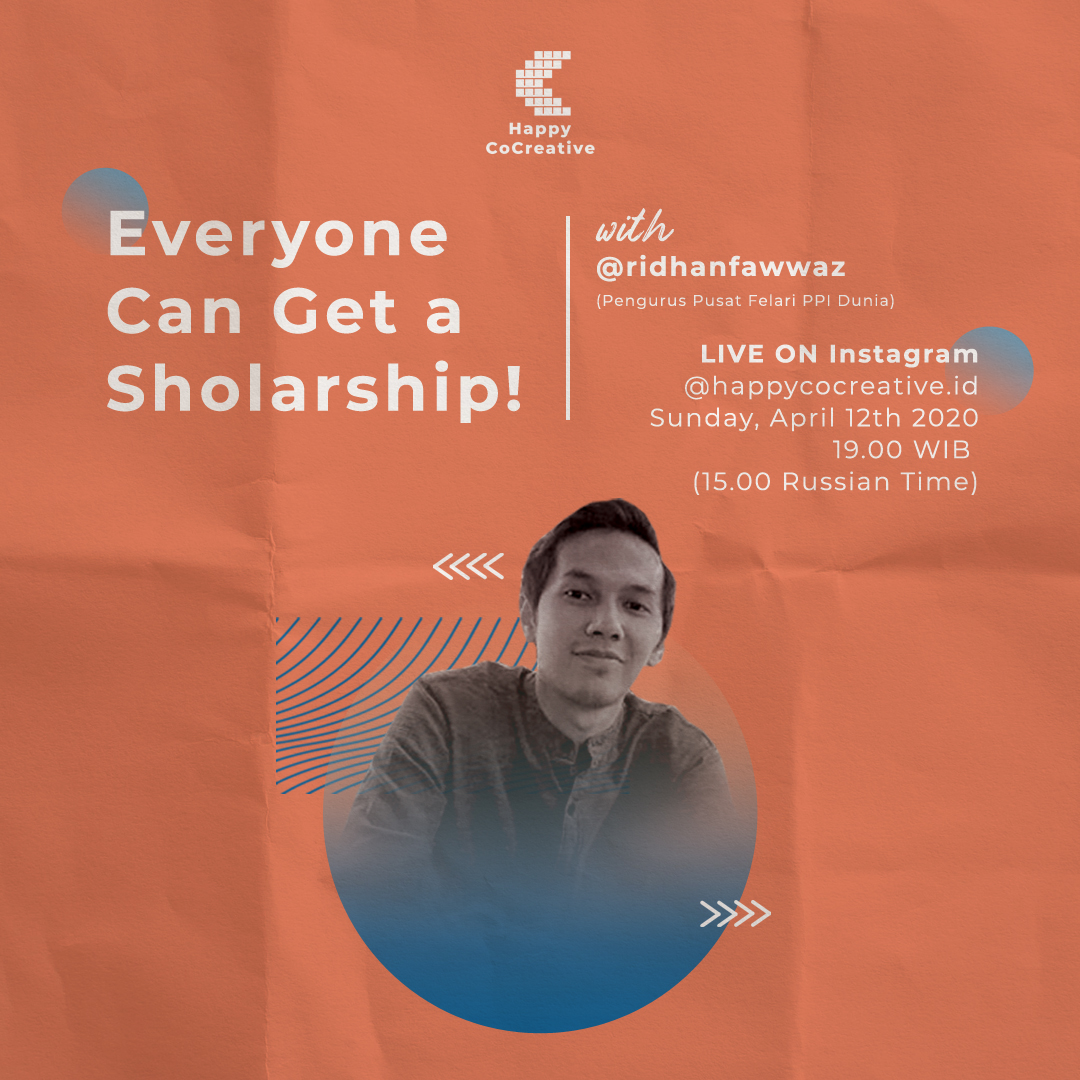 Happy
CoCreative
Everyone
Can Get a
Sholarship!
with
@ridhanfawwaz
(Pengurus Pusat Felari PPI Dunia)
LIVE ON Instagram
@happycocreative.id
Sunday, April 12th 2020
19.00 WIB
(15.00 Russian Time)